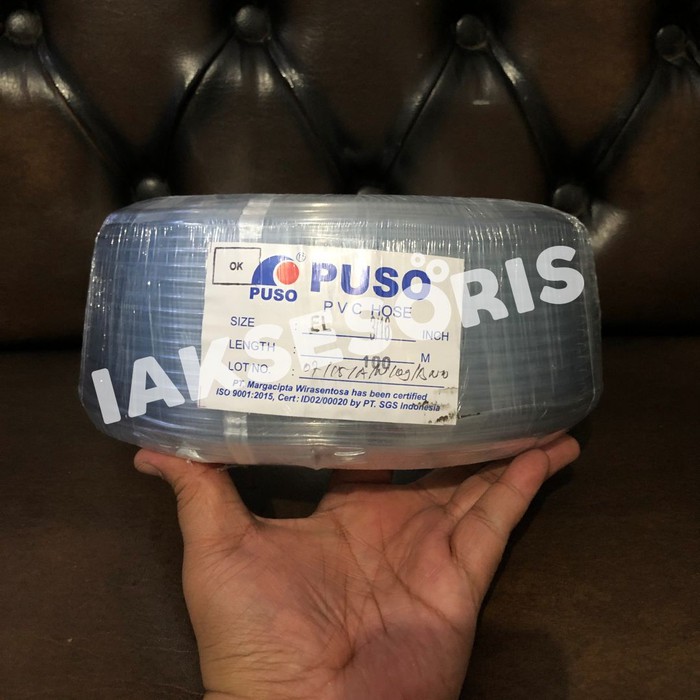 OK
PUSO
PUSO
PVC HOSE
SIZE : EL INCH
LENGTH : 100 M
LOT NO. :
PT. Margacipta Wirasentosa has been certified
ISO 9001:2015, Cert : ID02/00020 by PT. SGS Indonesia
IAKSESORIS